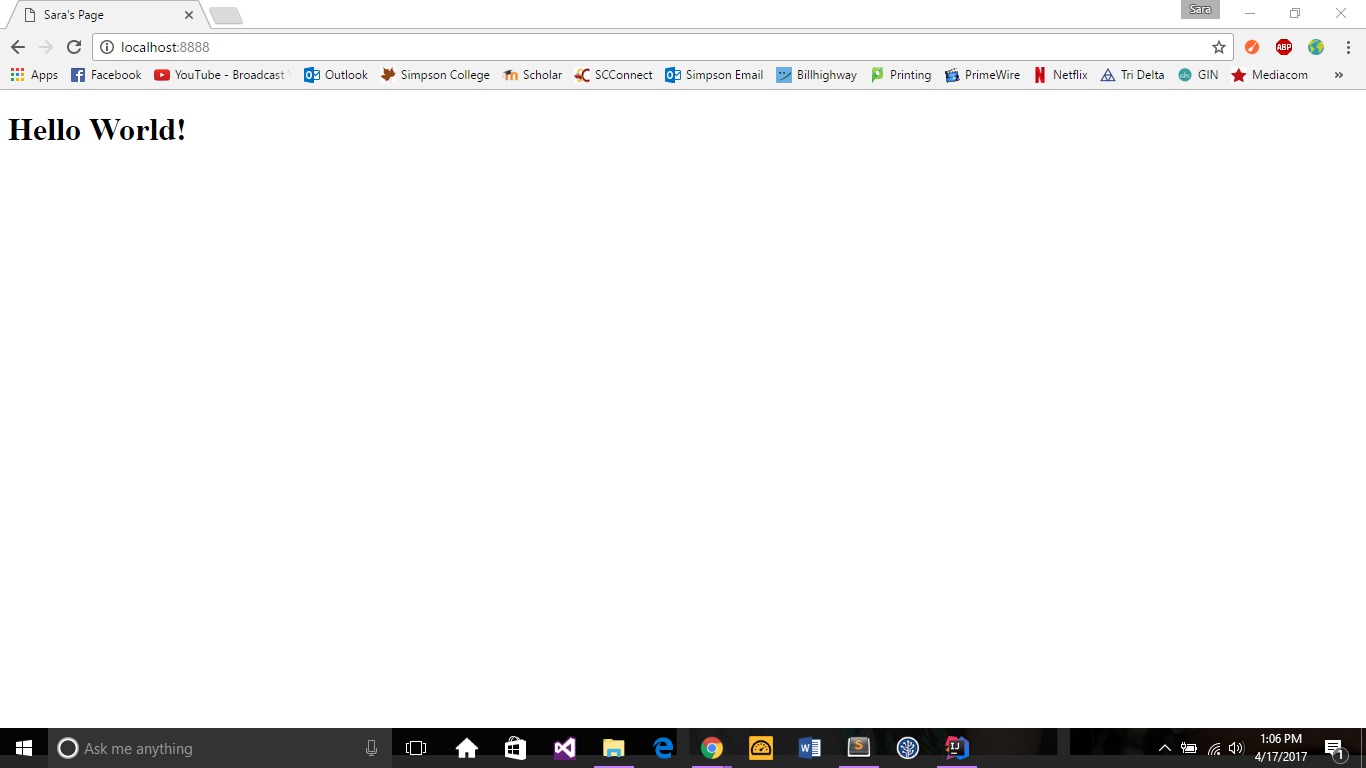 Sara's Page
Sara
localhost:8888
ABP
Apps Facebook YouTube - Broadcast Outlook Simpson College Scholar SCConnect Simpson Email Billhighway Printing PrimeWire Netflix Tri Delta GIN Mediacom »
Hello World!
Ask me anything
1:06 PM
4/17/2017
1